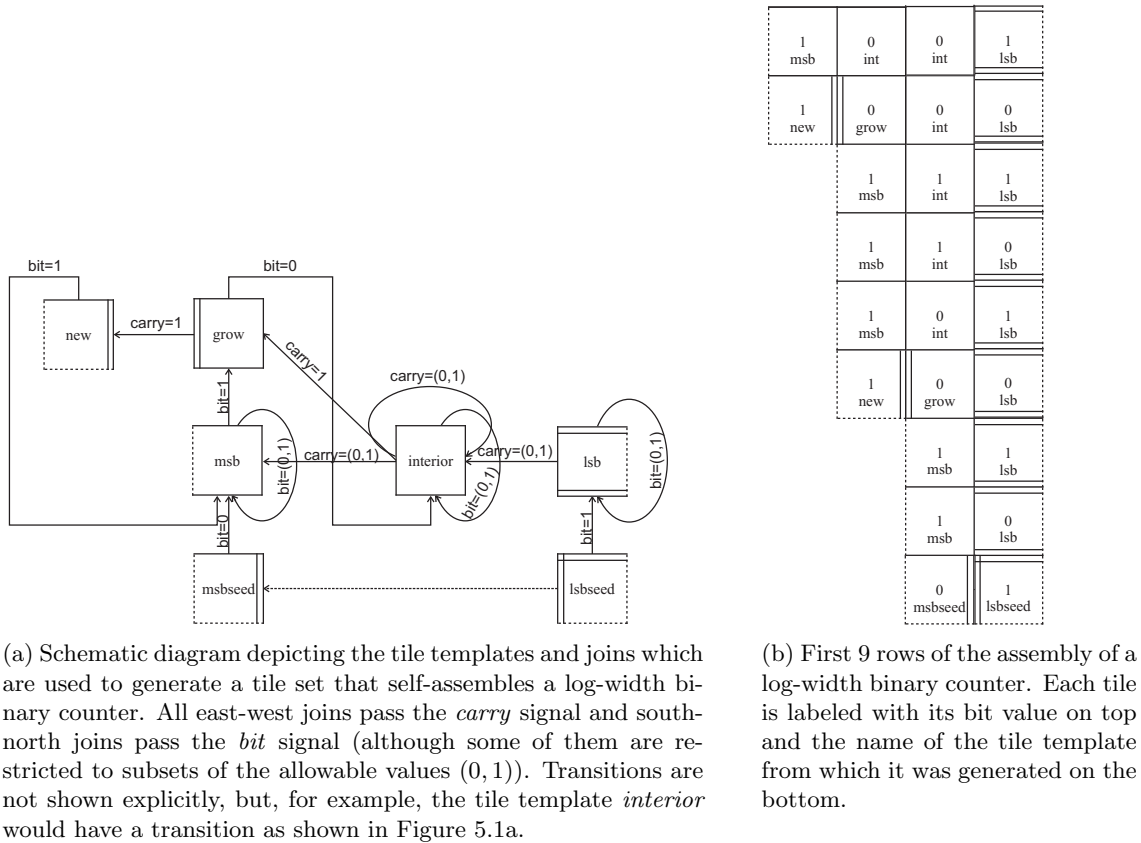 bit=1
bit=0
new
carry=1
grow
carry=1
carry=(0,1)
bit=1
msb
bit=(0,1)
carry=(0,1)
interior
bit=(0,1)
carry=(0,1)
lsb
bit=(0,1)
bit=0
bit=1
msbseed
lsbseed
(a) Schematic diagram depicting the tile templates and joins which
are used to generate a tile set that self-assembles a log-width bi-
nary counter. All east-west joins pass the carry signal and south-
north joins pass the bit signal (although some of them are re-
stricted to subsets of the allowable values (0, 1)). Transitions are
not shown explicitly, but, for example, the tile template interior
would have a transition as shown in Figure 5.1a.
1 0 0 1
msb int int lsb
1 0 0 0
new grow int lsb
1 1 1
msb int lsb
1 1 0
msb int lsb
1 0 1
msb int lsb
1 0 0
new grow lsb
1 1
msb lsb
1 0
msb lsb
0 1
msbseed lsbseed
(b) First 9 rows of the assembly of a
log-width binary counter. Each tile
is labeled with its bit value on top
and the name of the tile template
from which it was generated on the
bottom.